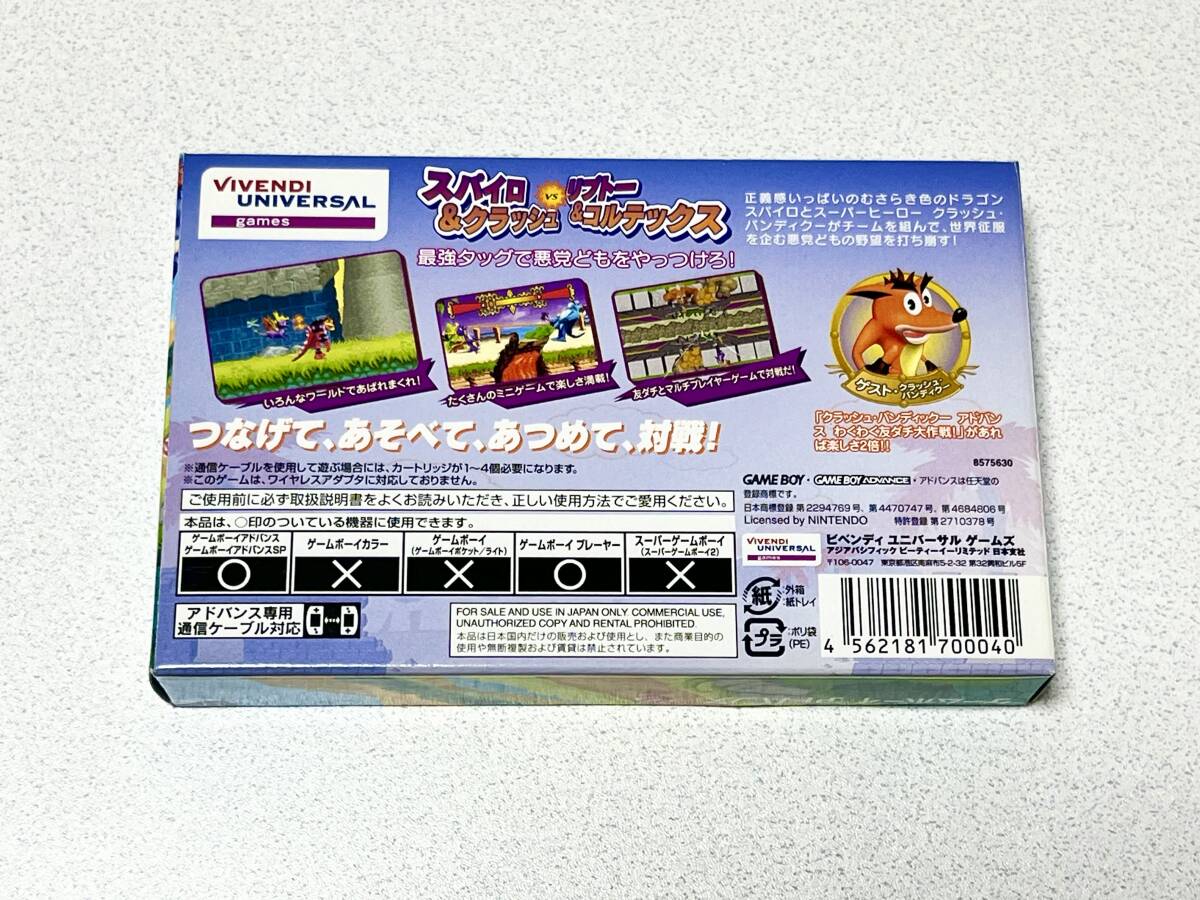 VIVENDI
UNIVERSAL
games
スパイロ
&クラッシュ
VS
リプトー
&コルテックス
最強タッグで悪党どもをやっつけろ!
正義感いっぱいのむさらき色のドラゴン
スパイロとスーパーヒーロー クラッシュ・
バンディクーがチームを組んで、世界征服
を企む悪党どもの野望を打ち崩す!
いろんなワールドであばれまくれ!
たくさんのミニゲームで楽しさ満載!
友ダチとマルチプレイヤーゲームで対戦だ!
ゲスト・クラッシュ・
バンディクー
つなげて、あそべて、あつめて、対戦!
「クラッシュ・バンディックー アドバン
ス わくわく友ダチ大作戦!」があれ
ば楽しさ2倍!!
8575630
※通信ケーブルを使用して遊ぶ場合には、カートリッジが1~4個必要になります。
※このゲームは、ワイヤレスアダプタに対応しておりません。
ご使用前に必ず取扱説明書をよくお読みいただき、正しい使用方法でご愛用ください。
本品は、○印のついている機器に使用できます。
ゲームボーイアドバンス
ゲームボーイアドバンスSP
ゲームボーイカラー
ゲームボーイ
(ゲームボーイポケット/ライト)
ゲームボーイ プレーヤー
スーパーゲームボーイ
(スーパーゲームボーイ2)
○ × × ○ ×
GAME BOY・GAME BOY ADVANCE・アドバンスは任天堂の
登録商標です。
日本商標登録 第2294769号、第4470747号、第4684806号
Licensed by NINTENDO 特許登録 第2710378号
VIVENDI
UNIVERSAL
games
ビベンディ ユニバーサル ゲームズ
アジアパシフィック ピーティーイーリミテッド 日本支社
〒106-0047 東京都港区南麻布5-2-32 第32興和ビル5F
アドバンス専用
通信ケーブル対応
FOR SALE AND USE IN JAPAN ONLY. COMMERCIAL USE,
UNAUTHORIZED COPY AND RENTAL PROHIBITED.
本品は日本国内だけの販売および使用とし、また商業目的の
使用や無断複製および賃貸は禁止されています。
紙
:外箱
:紙トレイ
プラ
:ポリ袋
(PE)
4 562181 700040